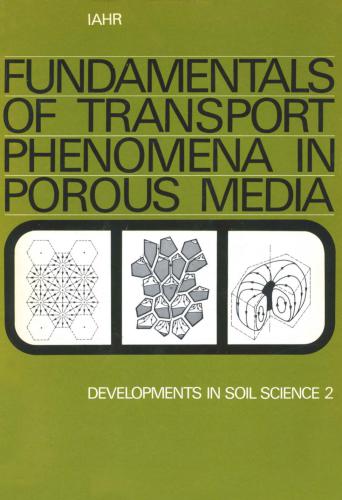 IAHR
FUNDAMENTALS
OF TRANSPORT
PHENOMENA IN
POROUS MEDIA
DEVELOPMENTS IN SOIL SCIENCE 2